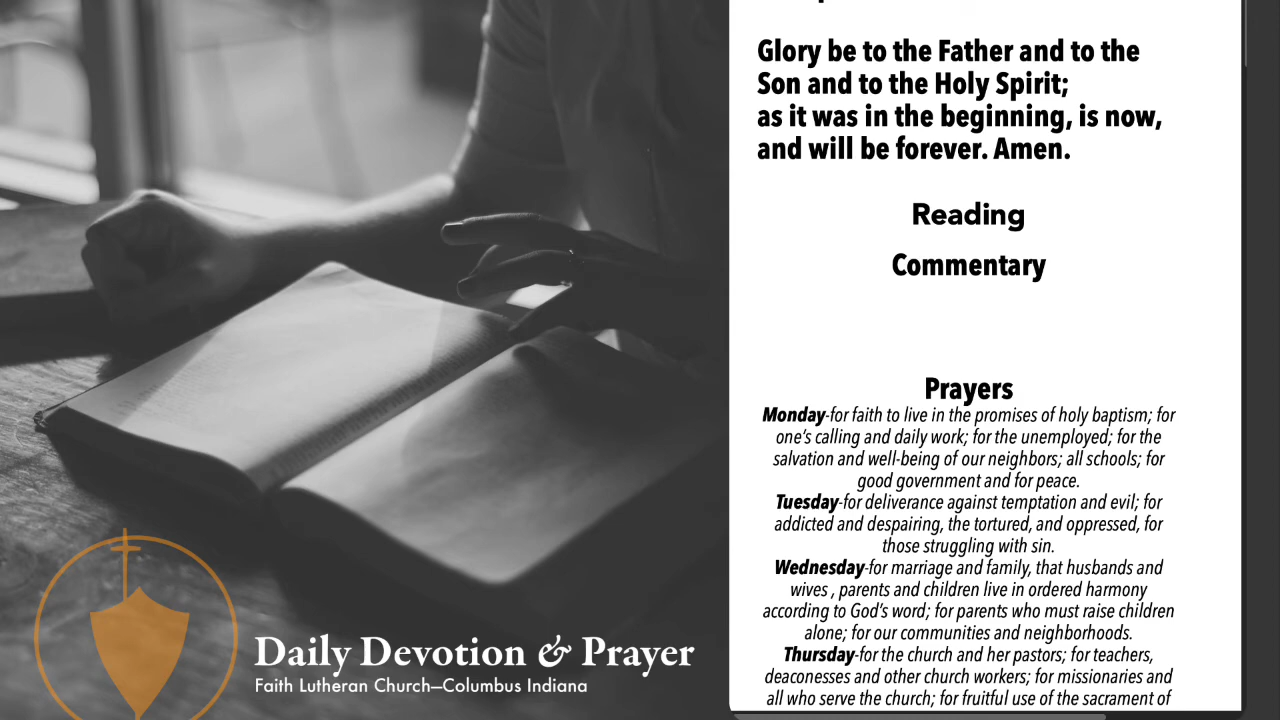 Glory be to the Father and to the
Son and to the Holy Spirit;
as it was in the beginning, is now,
and will be forever. Amen.
Reading
Commentary
Prayers
Monday-for faith to live in the promises of holy baptism; for
one's calling and daily work; for the unemployed; for the
salvation and well-being of our neighbors; all schools; for
good government and for peace.
Tuesday-for deliverance against temptation and evil; for
addicted and despairing, the tortured, and oppressed, for
those struggling with sin.
Wednesday-for marriage and family, that husbands and
wives , parents and children live in ordered harmony
according to God's word; for parents who must raise children
alone; for our communities and neighborhoods.
Thursday-for the church and her pastors; for teachers,
deaconesses and other church workers; for missionaries and
all who serve the church; for fruitful use of the sacrament of
Daily Devotion & Prayer
Faith Lutheran Church—Columbus Indiana